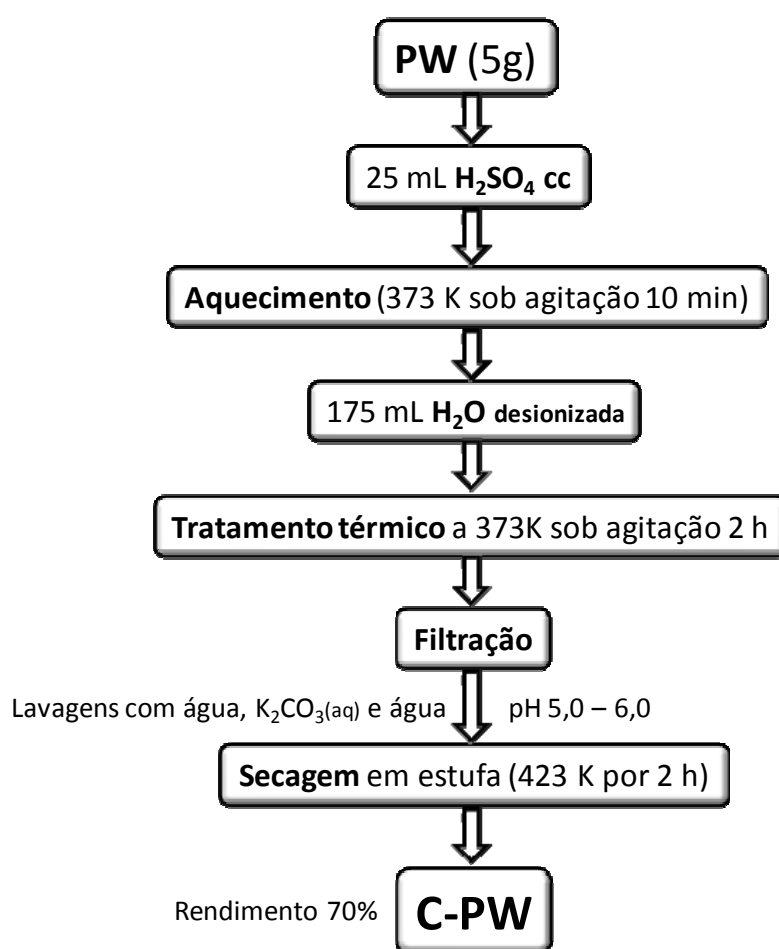 PW (5g)
25 mL H₂SO₄ cc
Aquecimento (373 K sob agitação 10 min)
175 mL H₂O desionizada
Tratamento térmico a 373K sob agitação 2 h
Filtração
Lavagens com água, K₂CO₃(aq) e água pH 5,0 – 6,0
Secagem em estufa (423 K por 2 h)
Rendimento 70% C-PW